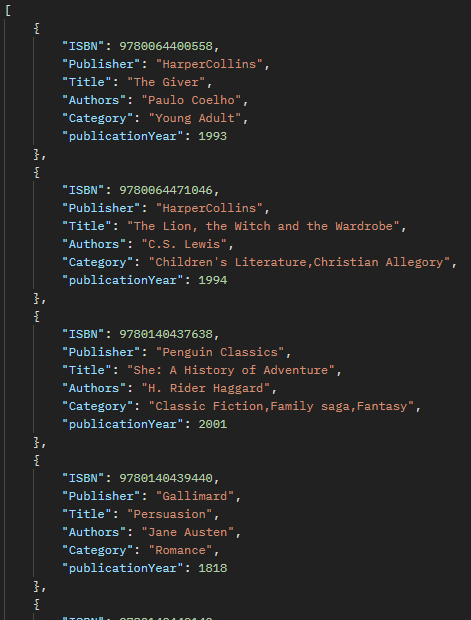 [
{
"ISBN": 9780064400558,
"Publisher": "HarperCollins",
"Title": "The Giver",
"Authors": "Paulo Coelho",
"Category": "Young Adult",
"publicationYear": 1993
},
{
"ISBN": 9780064471046,
"Publisher": "HarperCollins",
"Title": "The Lion, the Witch and the Wardrobe",
"Authors": "C.S. Lewis",
"Category": "Children's Literature,Christian Allegory",
"publicationYear": 1994
},
{
"ISBN": 9780140437638,
"Publisher": "Penguin Classics",
"Title": "She: A History of Adventure",
"Authors": "H. Rider Haggard",
"Category": "Classic Fiction,Family saga,Fantasy",
"publicationYear": 2001
},
{
"ISBN": 9780140439440,
"Publisher": "Gallimard",
"Title": "Persuasion",
"Authors": "Jane Austen",
"Category": "Romance",
"publicationYear": 1818
},
{